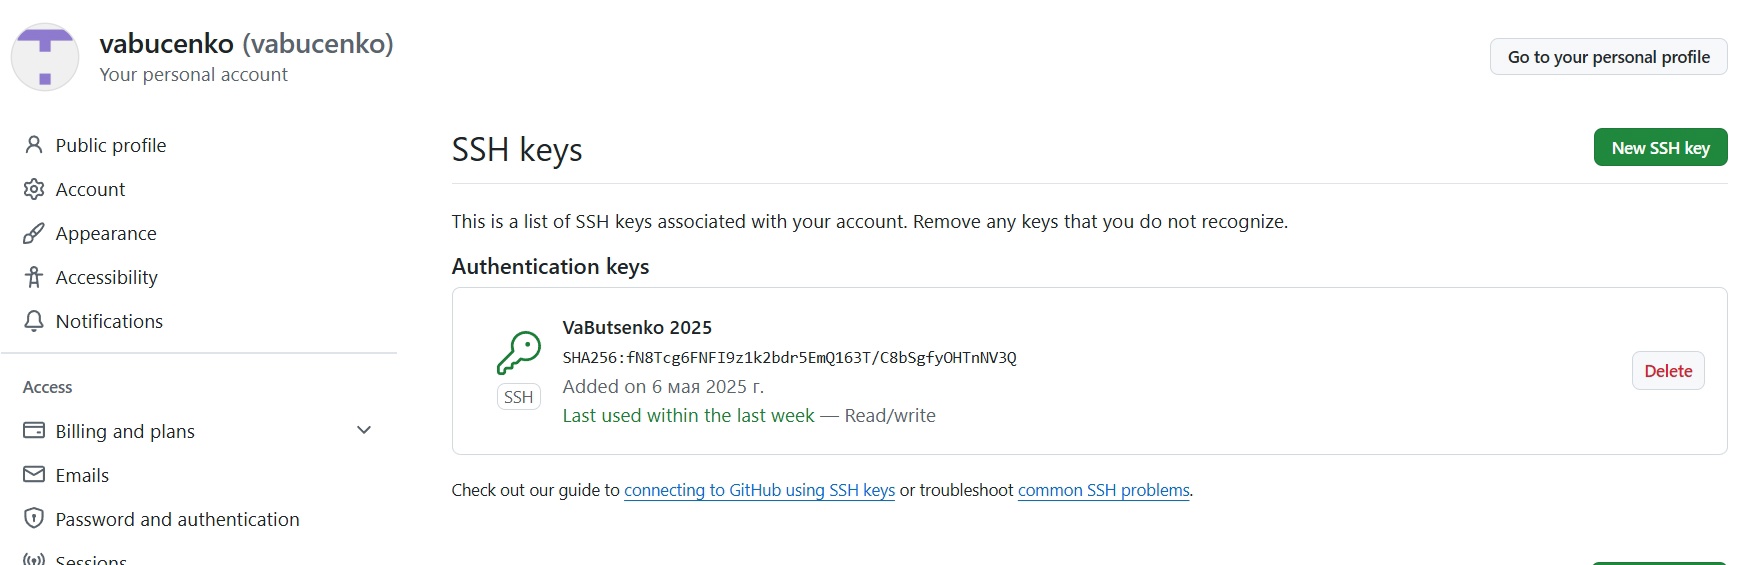 vabucenko (vabucenko)
Your personal account
Go to your personal profile
Public profile
Account
Appearance
Accessibility
Notifications
Access
Billing and plans
Emails
Password and authentication
Sessions
SSH keys
New SSH key
This is a list of SSH keys associated with your account. Remove any keys that you do not recognize.
Authentication keys
VaButsenko 2025
SHA256:fN8Tcg6FNFI9z1k2bdr5EmQ163T/C8bSgfyOHTnNV3Q
Added on 6 мая 2025 г.
Last used within the last week — Read/write
SSH
Delete
Check out our guide to connecting to GitHub using SSH keys or troubleshoot common SSH problems.